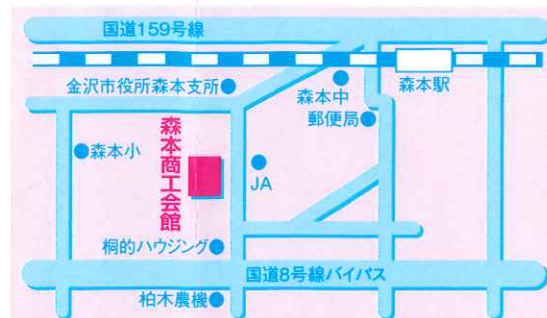 国道159号線
金沢市役所森本支所
森本中
森本駅
郵便局
森本小
森本商工会館
JA
桐的ハウジング
国道8号線バイパス
柏木農機